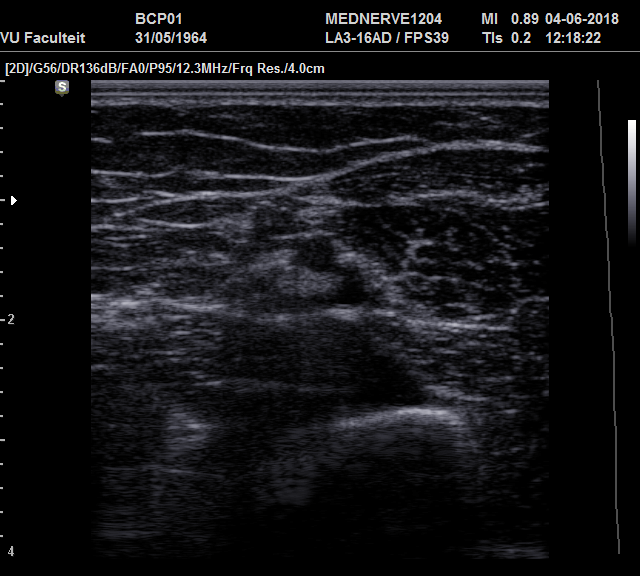 BCP01 MEDNERVE1204 MI 0.89 04-06-2018
VU Faculteit 31/05/1964 LA3-16AD / FPS39 TIs 0.2 12:18:22
[2D]/G56/DR136dB/FA0/P95/12.3MHz/Frq Res./4.0cm
S
2
4